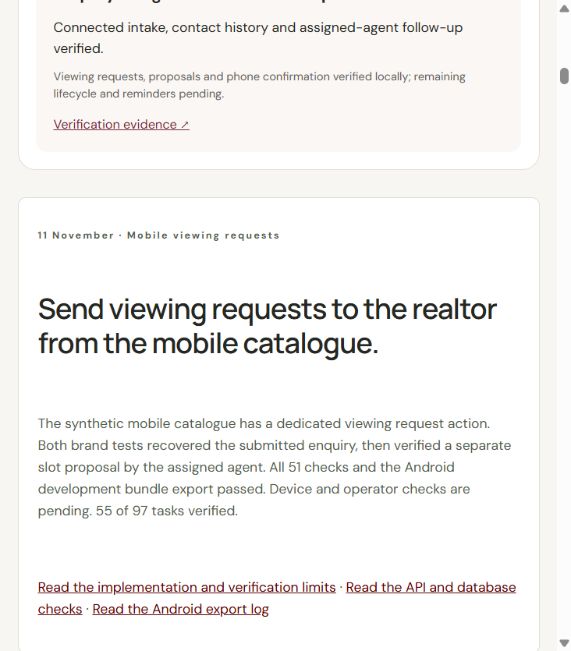 Connected intake, contact history and assigned-agent follow-up
verified.
Viewing requests, proposals and phone confirmation verified locally; remaining
lifecycle and reminders pending.
Verification evidence ↗
11 November · Mobile viewing requests
Send viewing requests to the realtor
from the mobile catalogue.
The synthetic mobile catalogue has a dedicated viewing request action.
Both brand tests recovered the submitted enquiry, then verified a separate
slot proposal by the assigned agent. All 51 checks and the Android
development bundle export passed. Device and operator checks are
pending. 55 of 97 tasks verified.
Read the implementation and verification limits · Read the API and database
checks · Read the Android export log